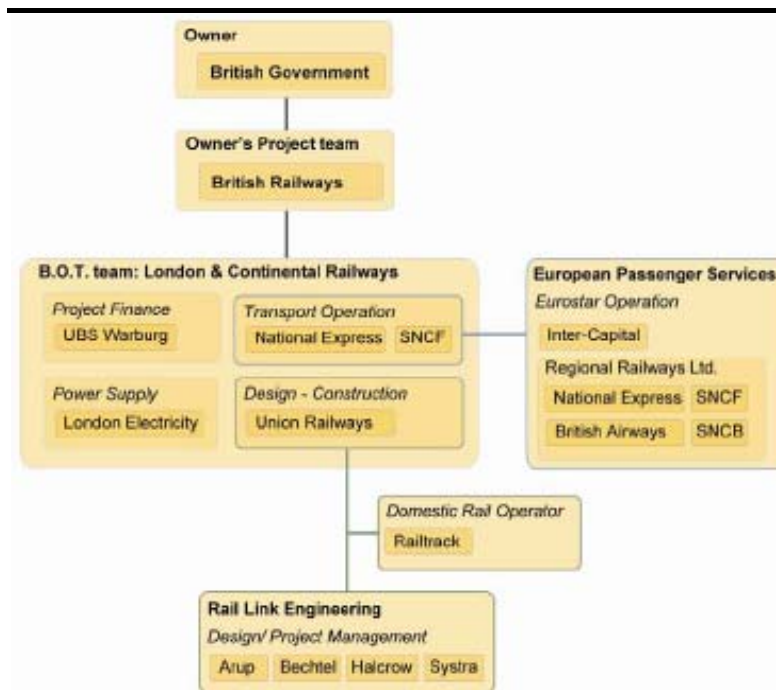 Owner
British Government
Owner's Project team
British Railways
B.O.T. team: London & Continental Railways
Project Finance
UBS Warburg
Transport Operation
National Express SNCF
Power Supply
London Electricity
Design - Construction
Union Railways
European Passenger Services
Eurostar Operation
Inter-Capital
Regional Railways Ltd.
National Express SNCF
British Airways SNCB
Domestic Rail Operator
Railtrack
Rail Link Engineering
Design/ Project Management
Arup Bechtel Halcrow Systra